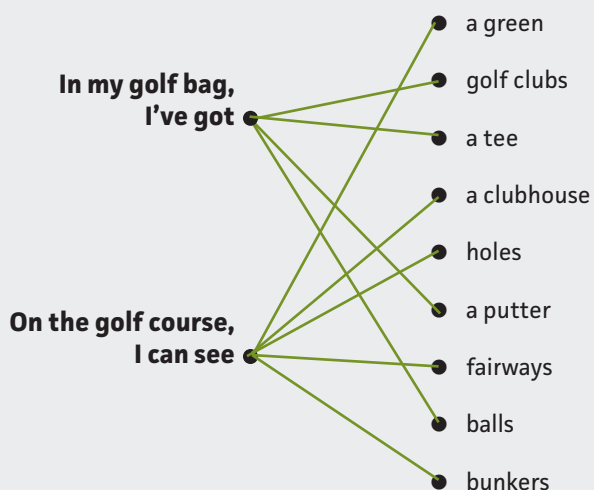 In my golf bag,
I've got
On the golf course,
I can see
a green
golf clubs
a tee
a clubhouse
holes
a putter
fairways
balls
bunkers